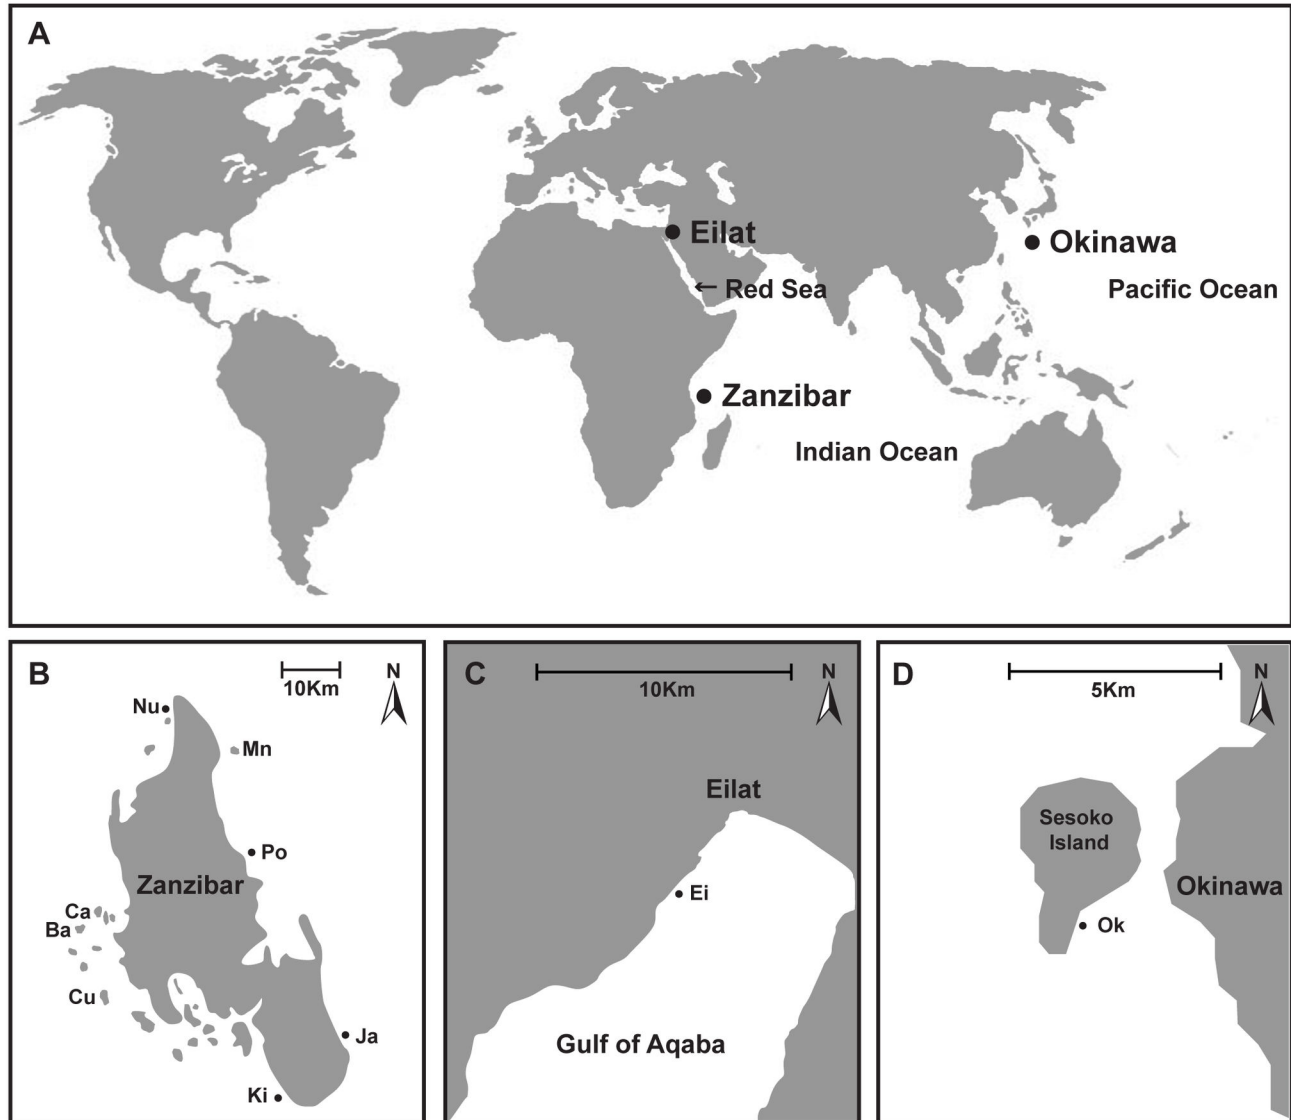 A
Eilat
Okinawa
← Red Sea
Pacific Ocean
Zanzibar
Indian Ocean
B
10Km
N
Nu
Mn
Po
Zanzibar
Ca
Ba
Cu
Ja
Ki
C
10Km
N
Eilat
Ei
Gulf of Aqaba
D
5Km
N
Sesoko
Island
Okinawa
Ok